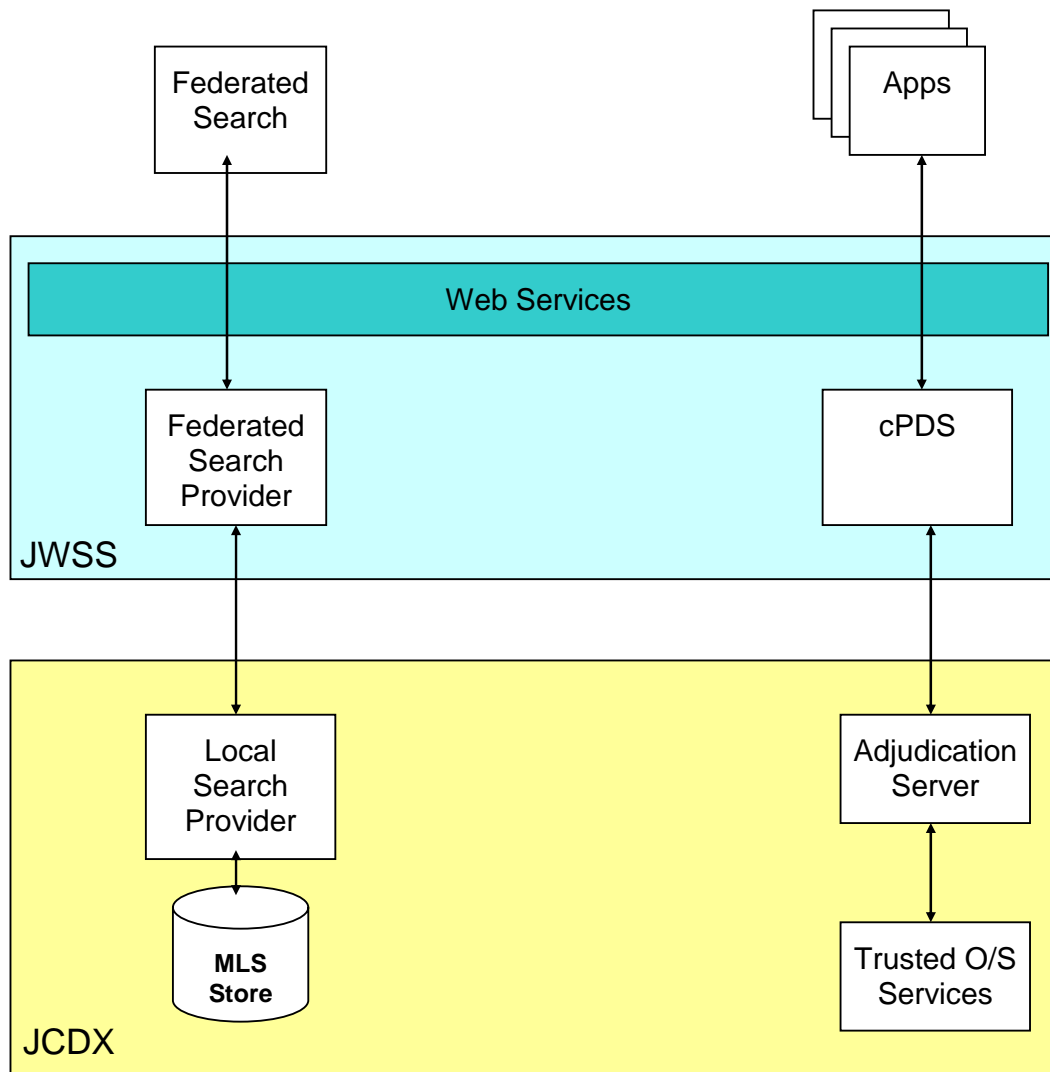 Federated
Search
Apps
Web Services
Federated
Search
Provider
cPDS
JWSS
Local
Search
Provider
Adjudication
Server
MLS
Store
Trusted O/S
Services
JCDX